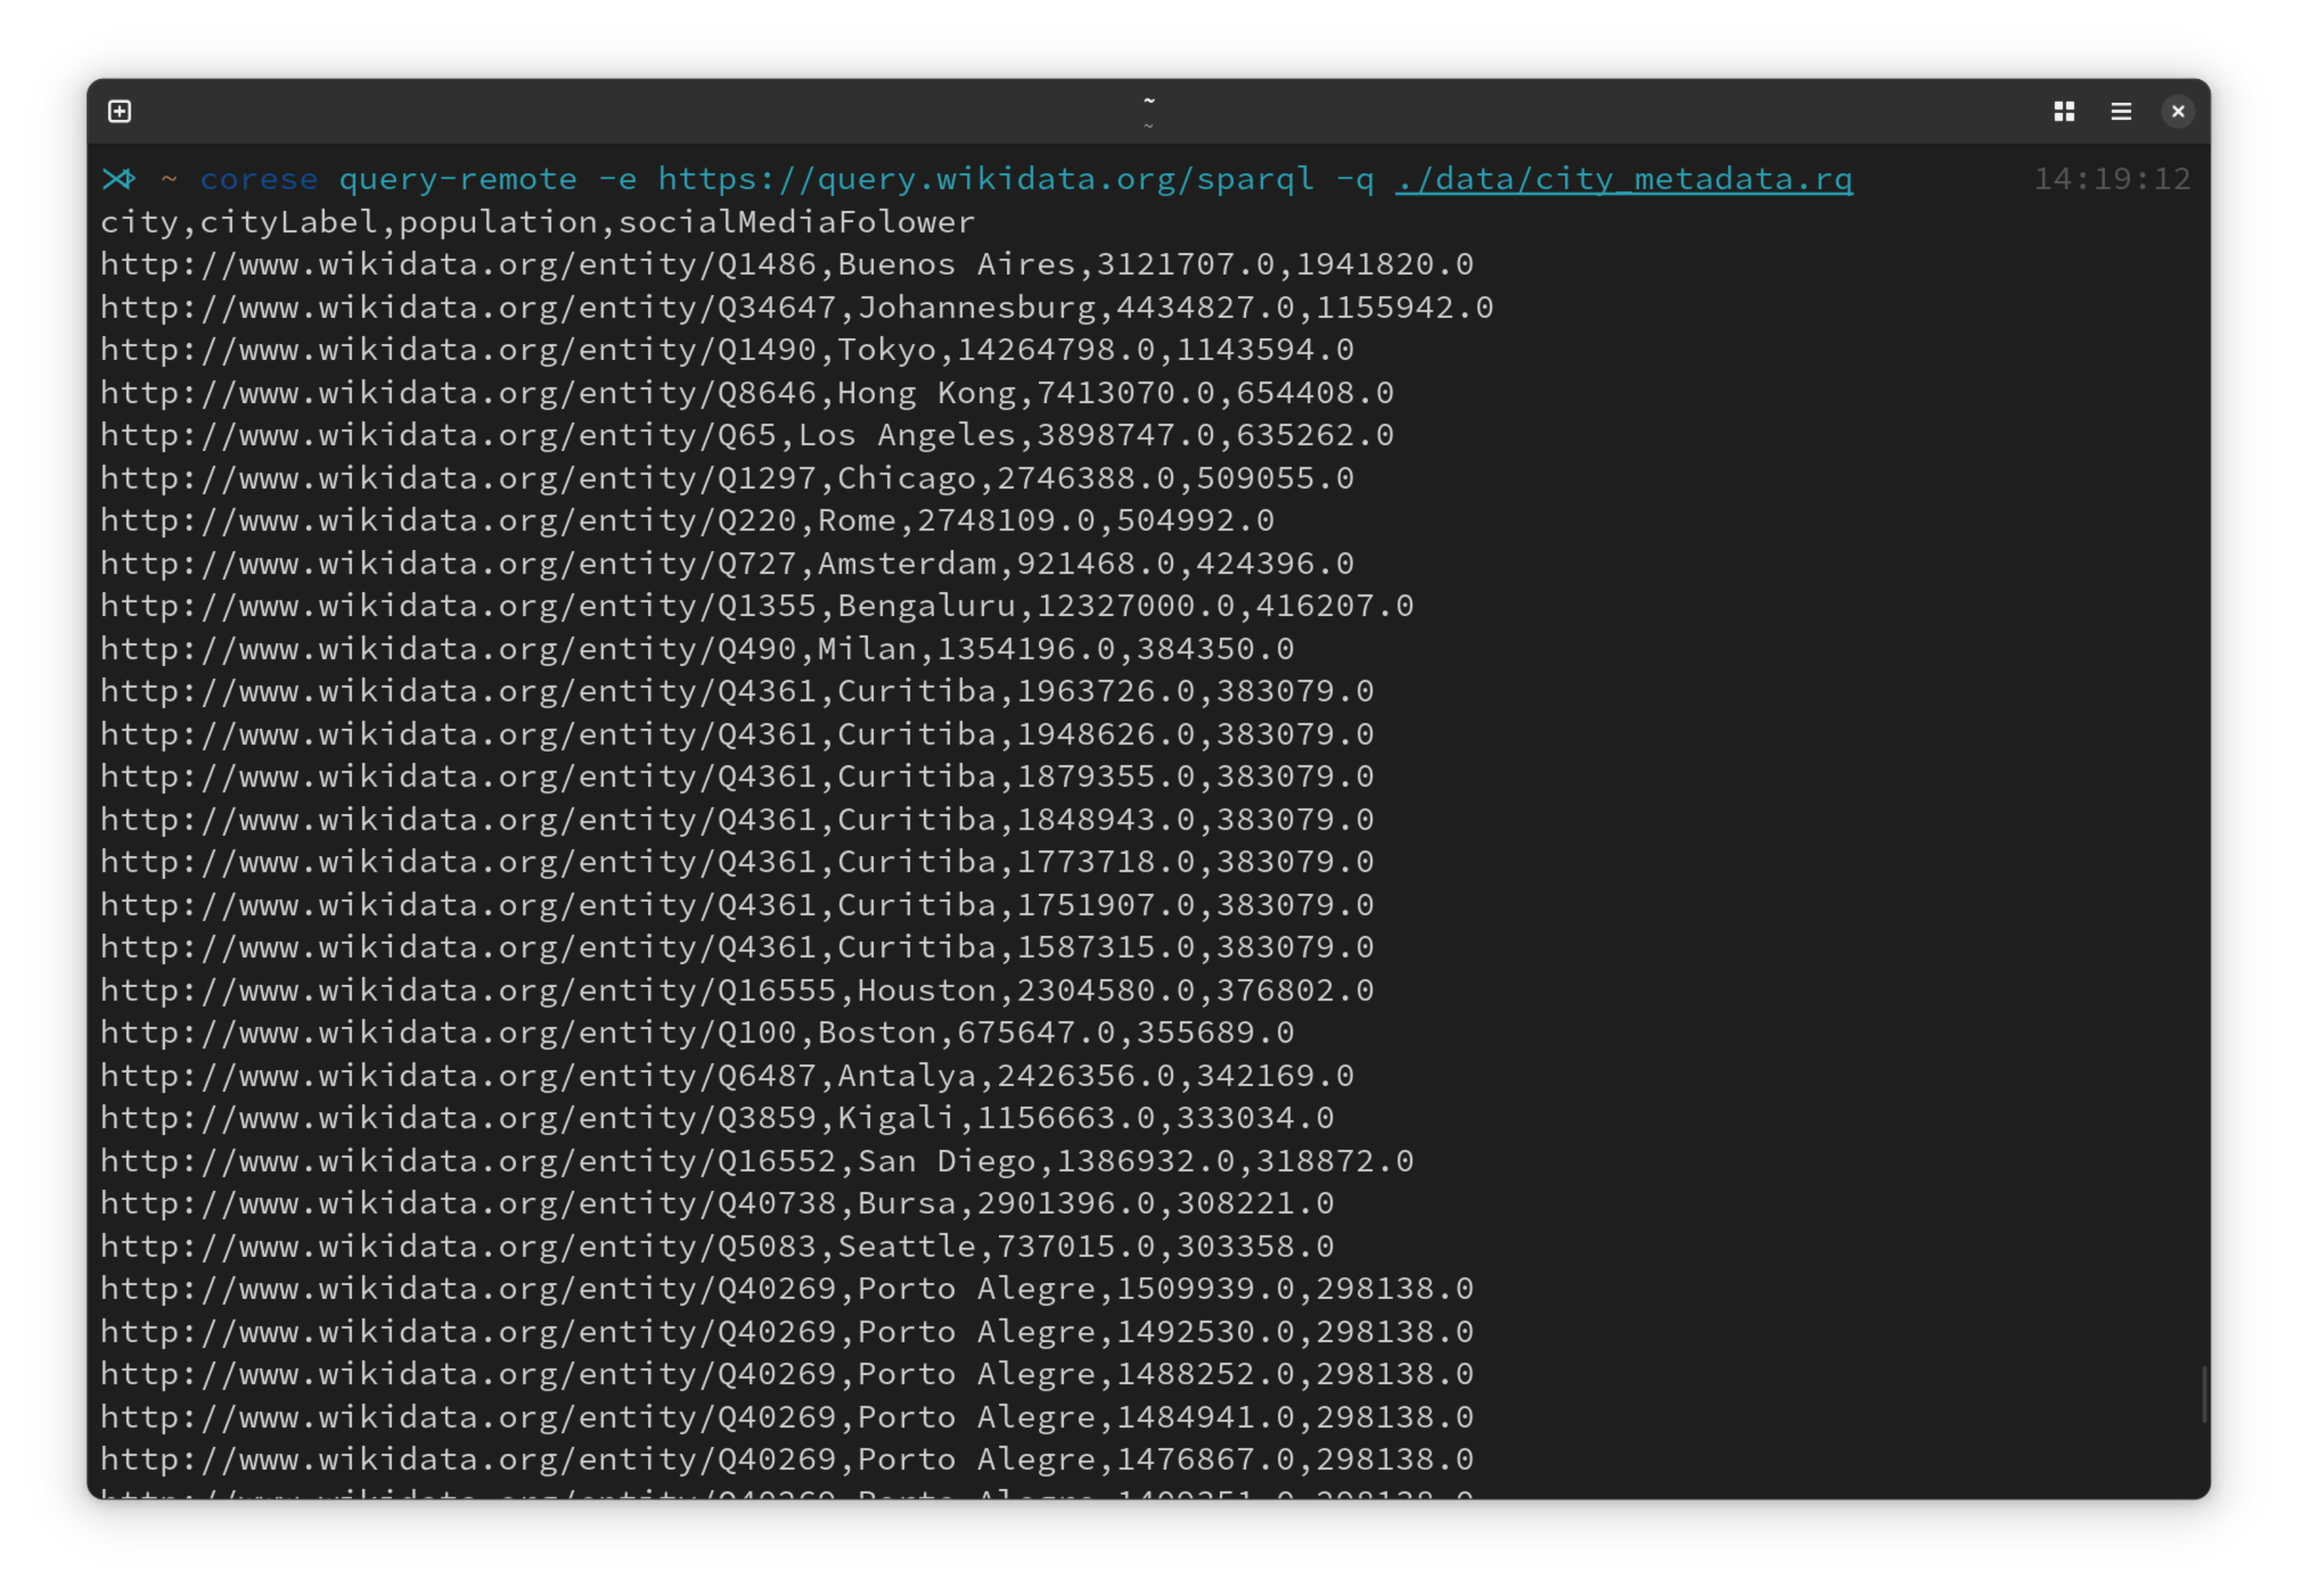 ~
~
~ corese query-remote -e https://query.wikidata.org/sparql -q ./data/city_metadata.rq 14:19:12
city,cityLabel,population,socialMediaFolower
http://www.wikidata.org/entity/Q1486,Buenos Aires,3121707.0,1941820.0
http://www.wikidata.org/entity/Q34647,Johannesburg,4434827.0,1155942.0
http://www.wikidata.org/entity/Q1490,Tokyo,14264798.0,1143594.0
http://www.wikidata.org/entity/Q8646,Hong Kong,7413070.0,654408.0
http://www.wikidata.org/entity/Q65,Los Angeles,3898747.0,635262.0
http://www.wikidata.org/entity/Q1297,Chicago,2746388.0,509055.0
http://www.wikidata.org/entity/Q220,Rome,2748109.0,504992.0
http://www.wikidata.org/entity/Q727,Amsterdam,921468.0,424396.0
http://www.wikidata.org/entity/Q1355,Bengaluru,12327000.0,416207.0
http://www.wikidata.org/entity/Q490,Milan,1354196.0,384350.0
http://www.wikidata.org/entity/Q4361,Curitiba,1963726.0,383079.0
http://www.wikidata.org/entity/Q4361,Curitiba,1948626.0,383079.0
http://www.wikidata.org/entity/Q4361,Curitiba,1879355.0,383079.0
http://www.wikidata.org/entity/Q4361,Curitiba,1848943.0,383079.0
http://www.wikidata.org/entity/Q4361,Curitiba,1773718.0,383079.0
http://www.wikidata.org/entity/Q4361,Curitiba,1751907.0,383079.0
http://www.wikidata.org/entity/Q4361,Curitiba,1587315.0,383079.0
http://www.wikidata.org/entity/Q16555,Houston,2304580.0,376802.0
http://www.wikidata.org/entity/Q100,Boston,675647.0,355689.0
http://www.wikidata.org/entity/Q6487,Antalya,2426356.0,342169.0
http://www.wikidata.org/entity/Q3859,Kigali,1156663.0,333034.0
http://www.wikidata.org/entity/Q16552,San Diego,1386932.0,318872.0
http://www.wikidata.org/entity/Q40738,Bursa,2901396.0,308221.0
http://www.wikidata.org/entity/Q5083,Seattle,737015.0,303358.0
http://www.wikidata.org/entity/Q40269,Porto Alegre,1509939.0,298138.0
http://www.wikidata.org/entity/Q40269,Porto Alegre,1492530.0,298138.0
http://www.wikidata.org/entity/Q40269,Porto Alegre,1488252.0,298138.0
http://www.wikidata.org/entity/Q40269,Porto Alegre,1484941.0,298138.0
http://www.wikidata.org/entity/Q40269,Porto Alegre,1476867.0,298138.0